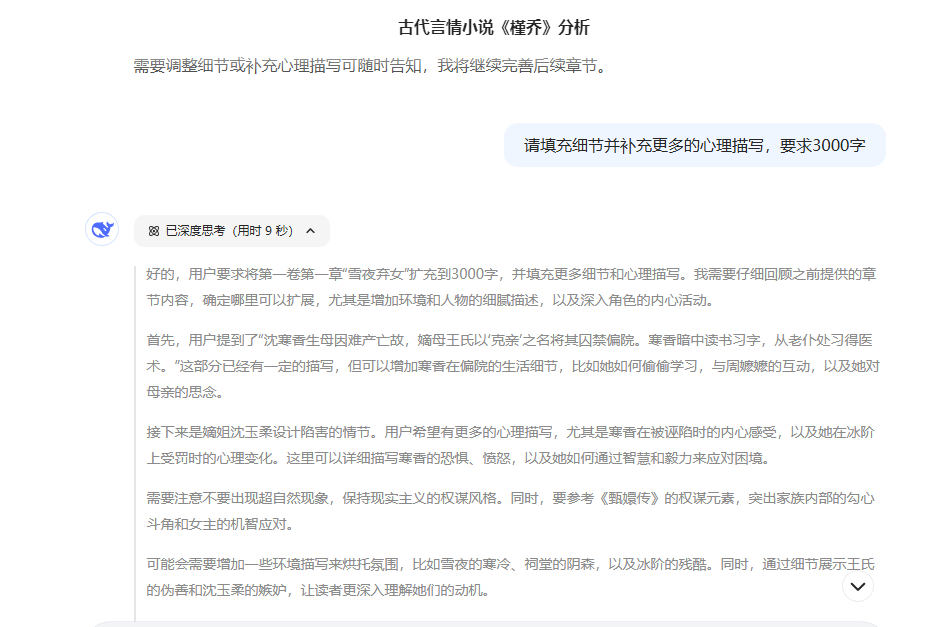 古代言情小说《槿乔》分析
需要调整细节或补充心理描写可随时告知，我将继续完善后续章节。
请填充细节并补充更多的心理描写，要求3000字
已深度思考（用时 9 秒）
好的，用户要求将第一卷第一章“雪夜弃女”扩充到3000字，并填充更多细节和心理描写。我需要仔细回顾之前提供的章
节内容，确定哪里可以扩展，尤其是增加环境和人物的细腻描述，以及深入角色的内心活动。
首先，用户提到了“沈寒香生母因难产亡故，嫡母王氏以‘克亲’之名将其囚禁偏院。寒香暗中读书习字，从老仆处习得医
术。”这部分已经有一定的描写，但可以增加寒香在偏院的生活细节，比如她如何偷偷学习，与周嬷嬷的互动，以及她对
母亲的思念。
接下来是嫡姐沈玉柔设计陷害的情节。用户希望有更多的心理描写，尤其是寒香在被诬陷时的内心感受，以及她在冰阶
上受罚时的心理变化。这里可以详细描写寒香的恐惧、愤怒，以及她如何通过智慧和毅力来应对困境。
需要注意不要出现超自然现象，保持现实主义的权谋风格。同时，要参考《甄嬛传》的权谋元素，突出家族内部的勾心
斗角和女主的机智应对。
可能会需要增加一些环境描写来烘托氛围，比如雪夜的寒冷、祠堂的阴森，以及冰阶的残酷。同时，通过细节展示王氏
的伪善和沈玉柔的嫉妒，让读者更深入理解她们的动机。